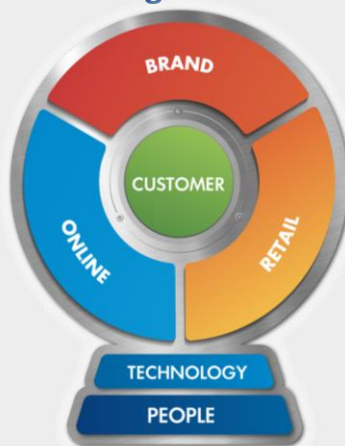 BRAND
CUSTOMER
ONLINE
RETAIL
TECHNOLOGY
PEOPLE